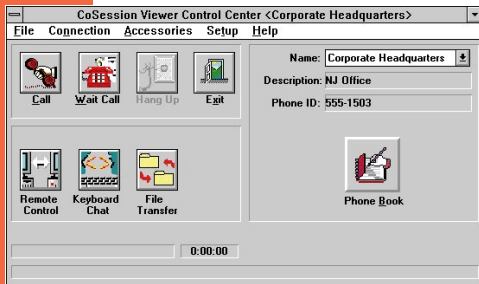 CoSession Viewer Control Center <Corporate Headquarters>
File Connection Accessories Setup Help
Call Wait Call Hang Up Exit
Name: Corporate Headquarters
Description: NJ Office
Phone ID: 555-1503
Remote Control Keyboard Chat File Transfer
Phone Book
0:00:00